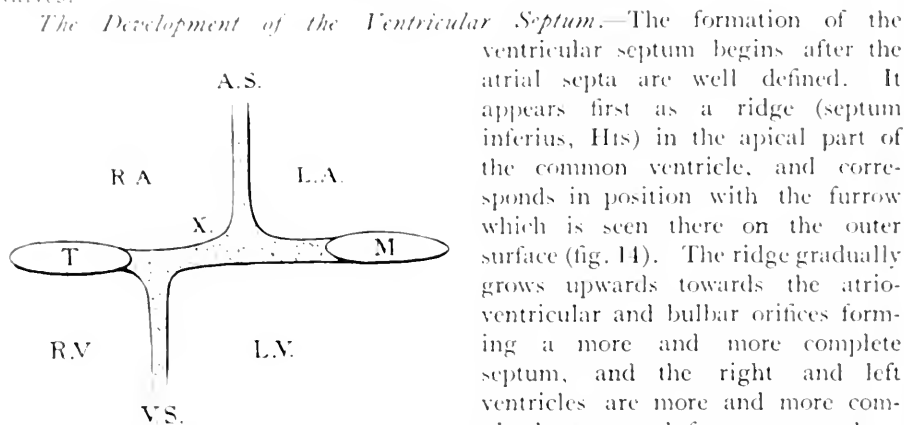 The Development of the Ventricular Septum.—The formation of the
ventricular septum begins after the
atrial septa are well defined. It
appears first as a ridge (septum
inferius, HIS) in the apical part of
the common ventricle, and corre-
sponds in position with the furrow
which is seen there on the outer
surface (fig. 14). The ridge gradually
grows upwards towards the atrio-
ventricular and bulbar orifices form-
ing a more and more complete
septum, and the right and left
ventricles are more and more com-
A.S.
R.A
L.A.
X.
T
M
R.V
L.V.
V.S.